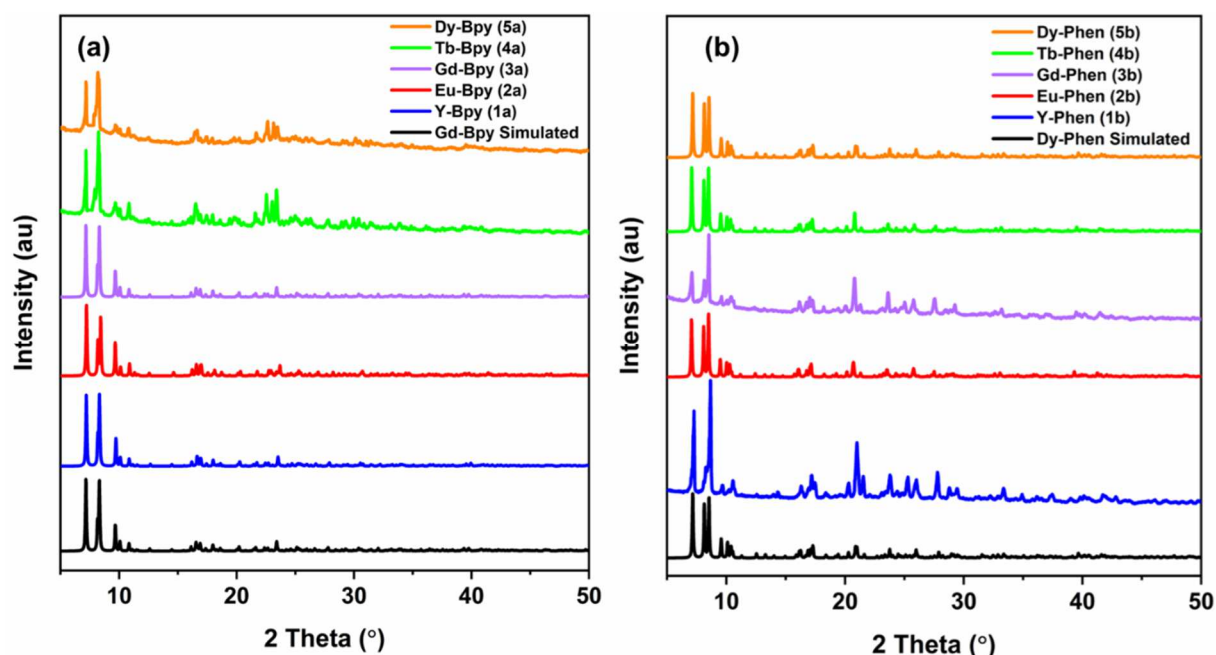 (a)
Dy-Bpy (5a)
Tb-Bpy (4a)
Gd-Bpy (3a)
Eu-Bpy (2a)
Y-Bpy (1a)
Gd-Bpy Simulated
Intensity (au)
10 20 30 40 50
2 Theta (°)
(b)
Dy-Phen (5b)
Tb-Phen (4b)
Gd-Phen (3b)
Eu-Phen (2b)
Y-Phen (1b)
Dy-Phen Simulated
Intensity (au)
10 20 30 40 50
2 Theta (°)